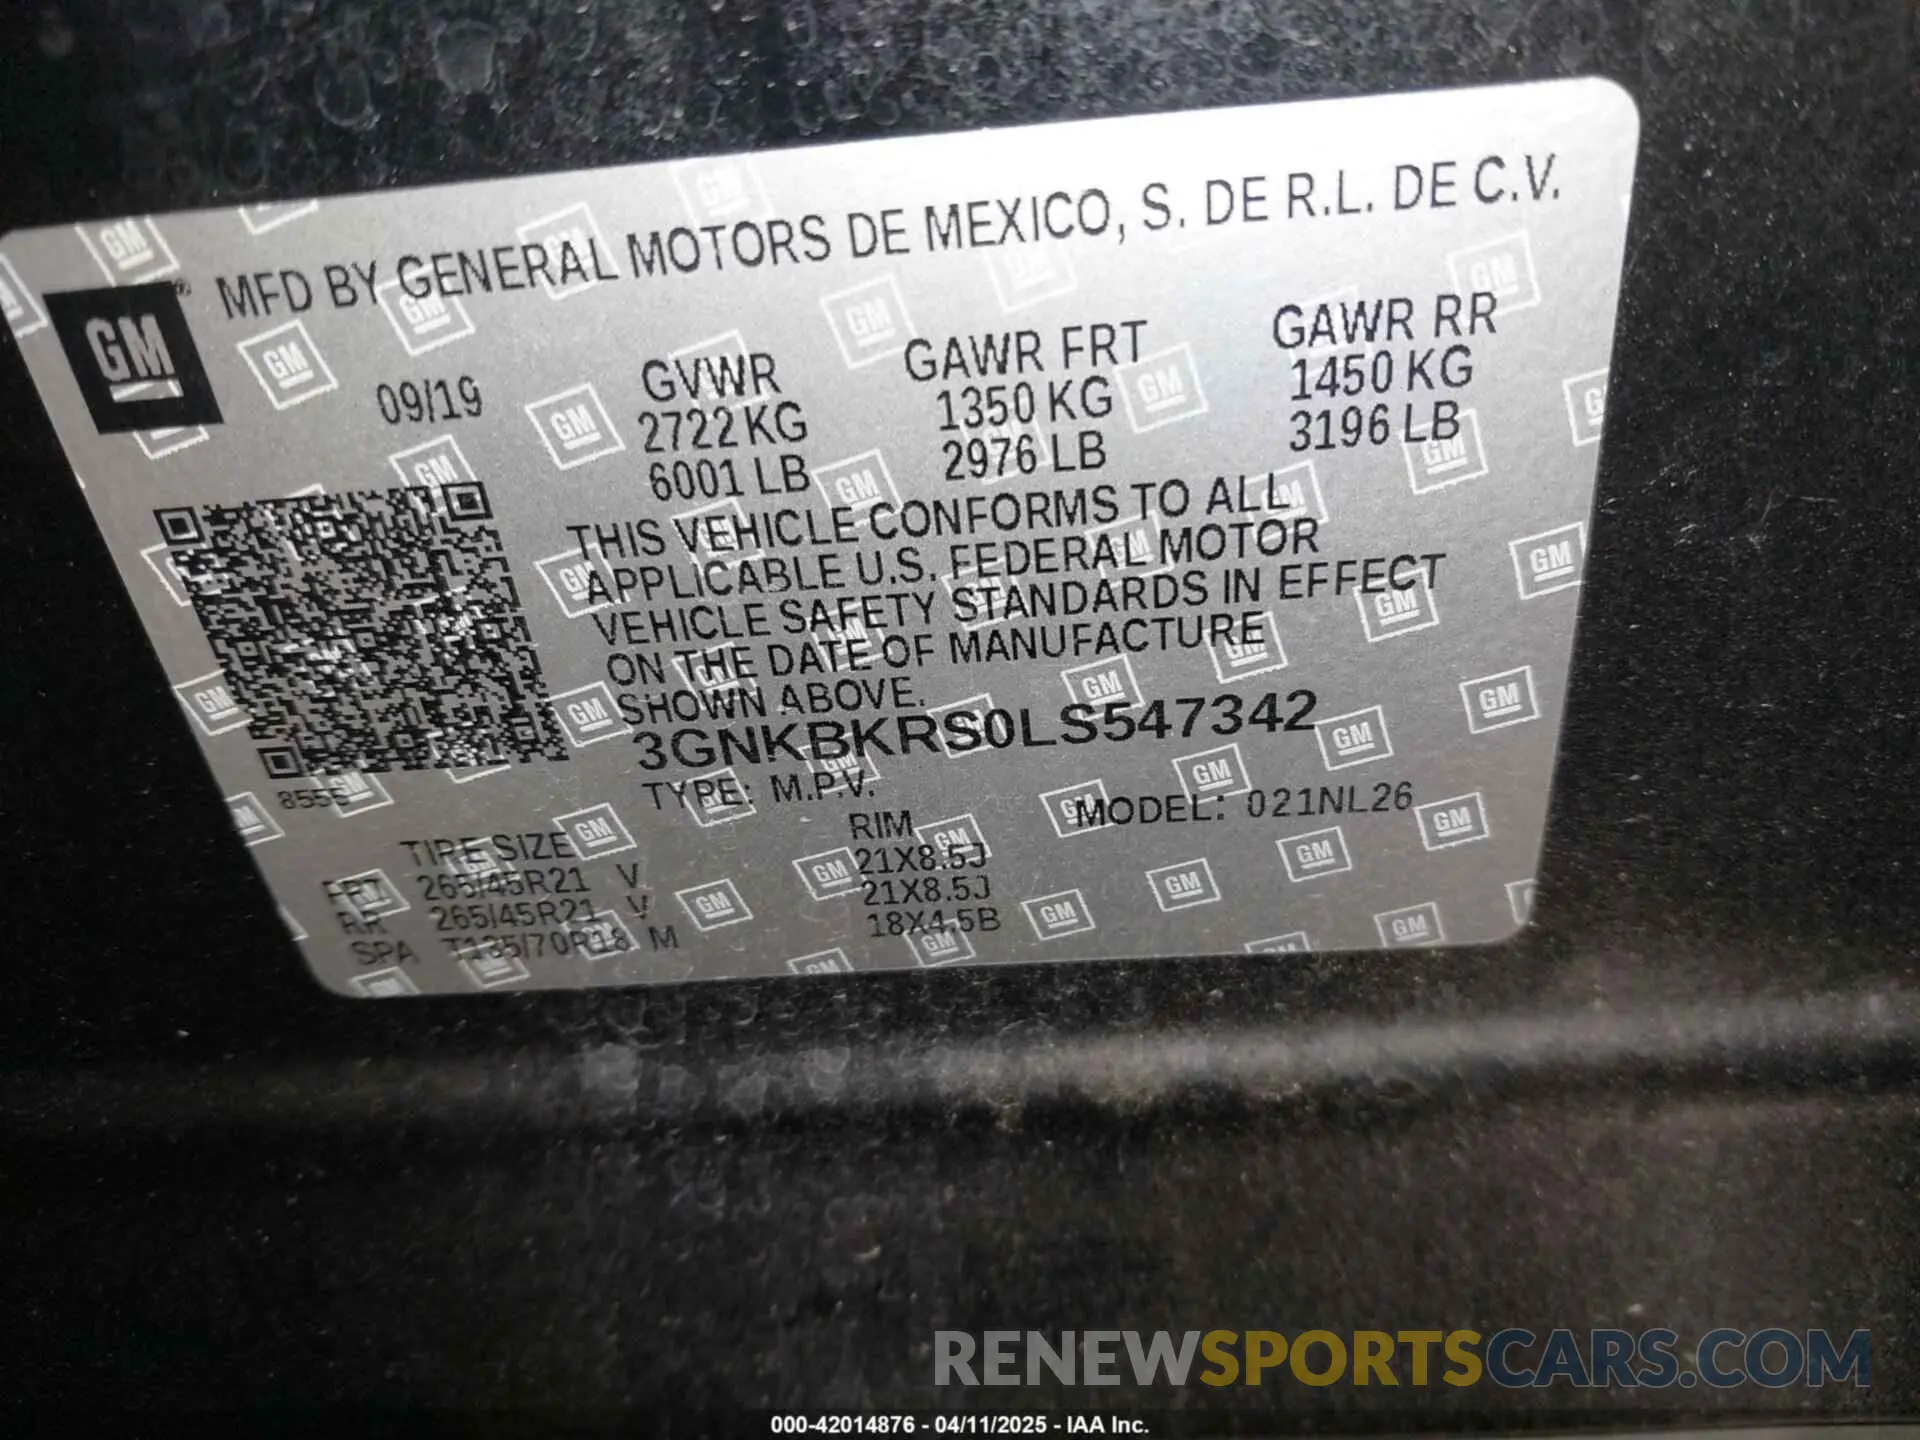 MFD BY GENERAL MOTORS DE MEXICO, S. DE R.L. DE C.V.
GM
09/19
GVWR GAWR FRT GAWR RR
2722 KG 1350 KG 1450 KG
6001 LB 2976 LB 3196 LB
THIS VEHICLE CONFORMS TO ALL
APPLICABLE U.S. FEDERAL MOTOR
VEHICLE SAFETY STANDARDS IN EFFECT
ON THE DATE OF MANUFACTURE
SHOWN ABOVE.
3GNKBKRS0LS547342
8555
TYPE: M.P.V. MODEL: 021NL26
TIRE SIZE RIM
FRT 265/45R21 V 21X8.5J
RR 265/45R21 V 21X8.5J
SPA T135/70R18 M 18X4.5B
RENEWSPORTSCARS.COM
000-42014876 - 04/11/2025 - IAA Inc.